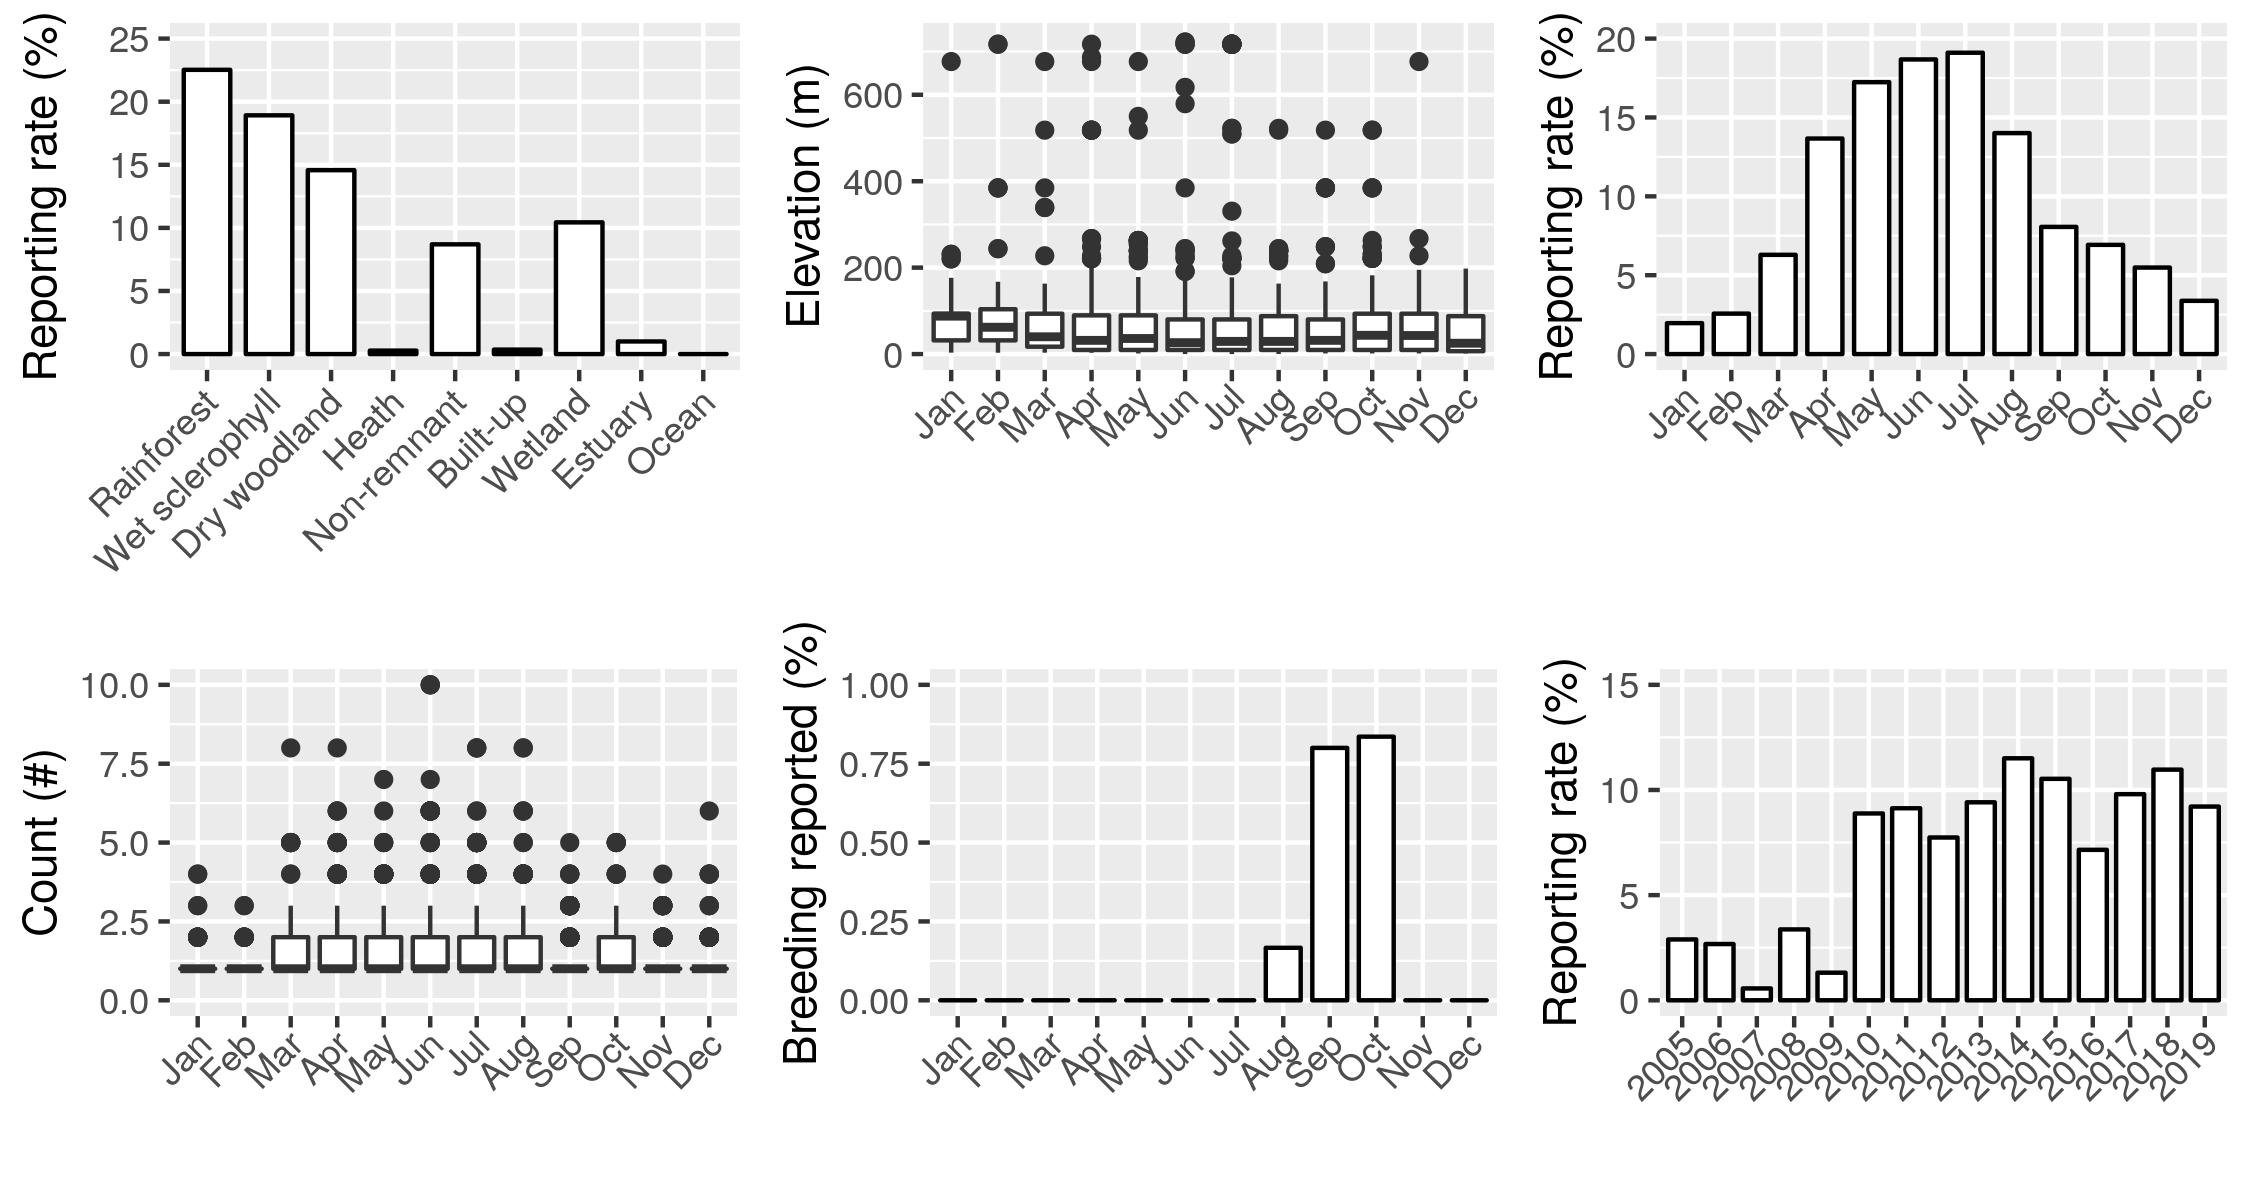 Reporting rate (%)
25
20
15
10
5
0
Rainforest
Wet sclerophyll
Dry woodland
Heath
Non-remnant
Built-up
Wetland
Estuary
Ocean
Elevation (m)
600
400
200
0
Jan
Feb
Mar
Apr
May
Jun
Jul
Aug
Sep
Oct
Nov
Dec
Reporting rate (%)
20
15
10
5
0
Jan
Feb
Mar
Apr
May
Jun
Jul
Aug
Sep
Oct
Nov
Dec
Count (#)
10.0
7.5
5.0
2.5
0.0
Jan
Feb
Mar
Apr
May
Jun
Jul
Aug
Sep
Oct
Nov
Dec
Breeding reported (%)
1.00
0.75
0.50
0.25
0.00
Jan
Feb
Mar
Apr
May
Jun
Jul
Aug
Sep
Oct
Nov
Dec
Reporting rate (%)
15
10
5
0
2005
2006
2007
2008
2009
2010
2011
2012
2013
2014
2015
2016
2017
2018
2019